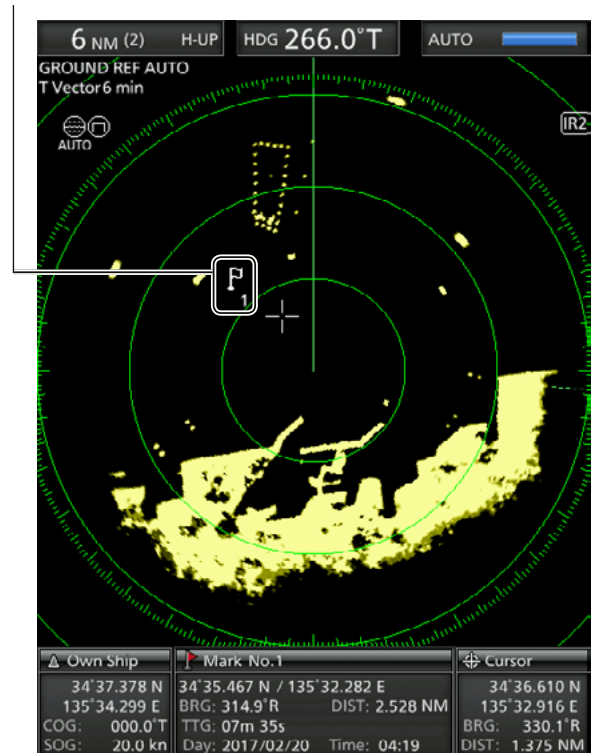 6 NM (2) H-UP HDG 266.0°T AUTO
GROUND REF AUTO
T Vector 6 min
AUTO
IR2
1
Own Ship
34°37.378 N
135°34.299 E
COG: 000.0°T
SOG: 20.0 kn
Mark No.1
34°35.467 N / 135°32.282 E
BRG: 314.9°R DIST: 2.528 NM
TTG: 07m 35s
Day: 2017/02/20 Time: 04:19
Cursor
34°36.610 N
135°32.916 E
BRG: 330.1°R
DIST: 1.375 NM